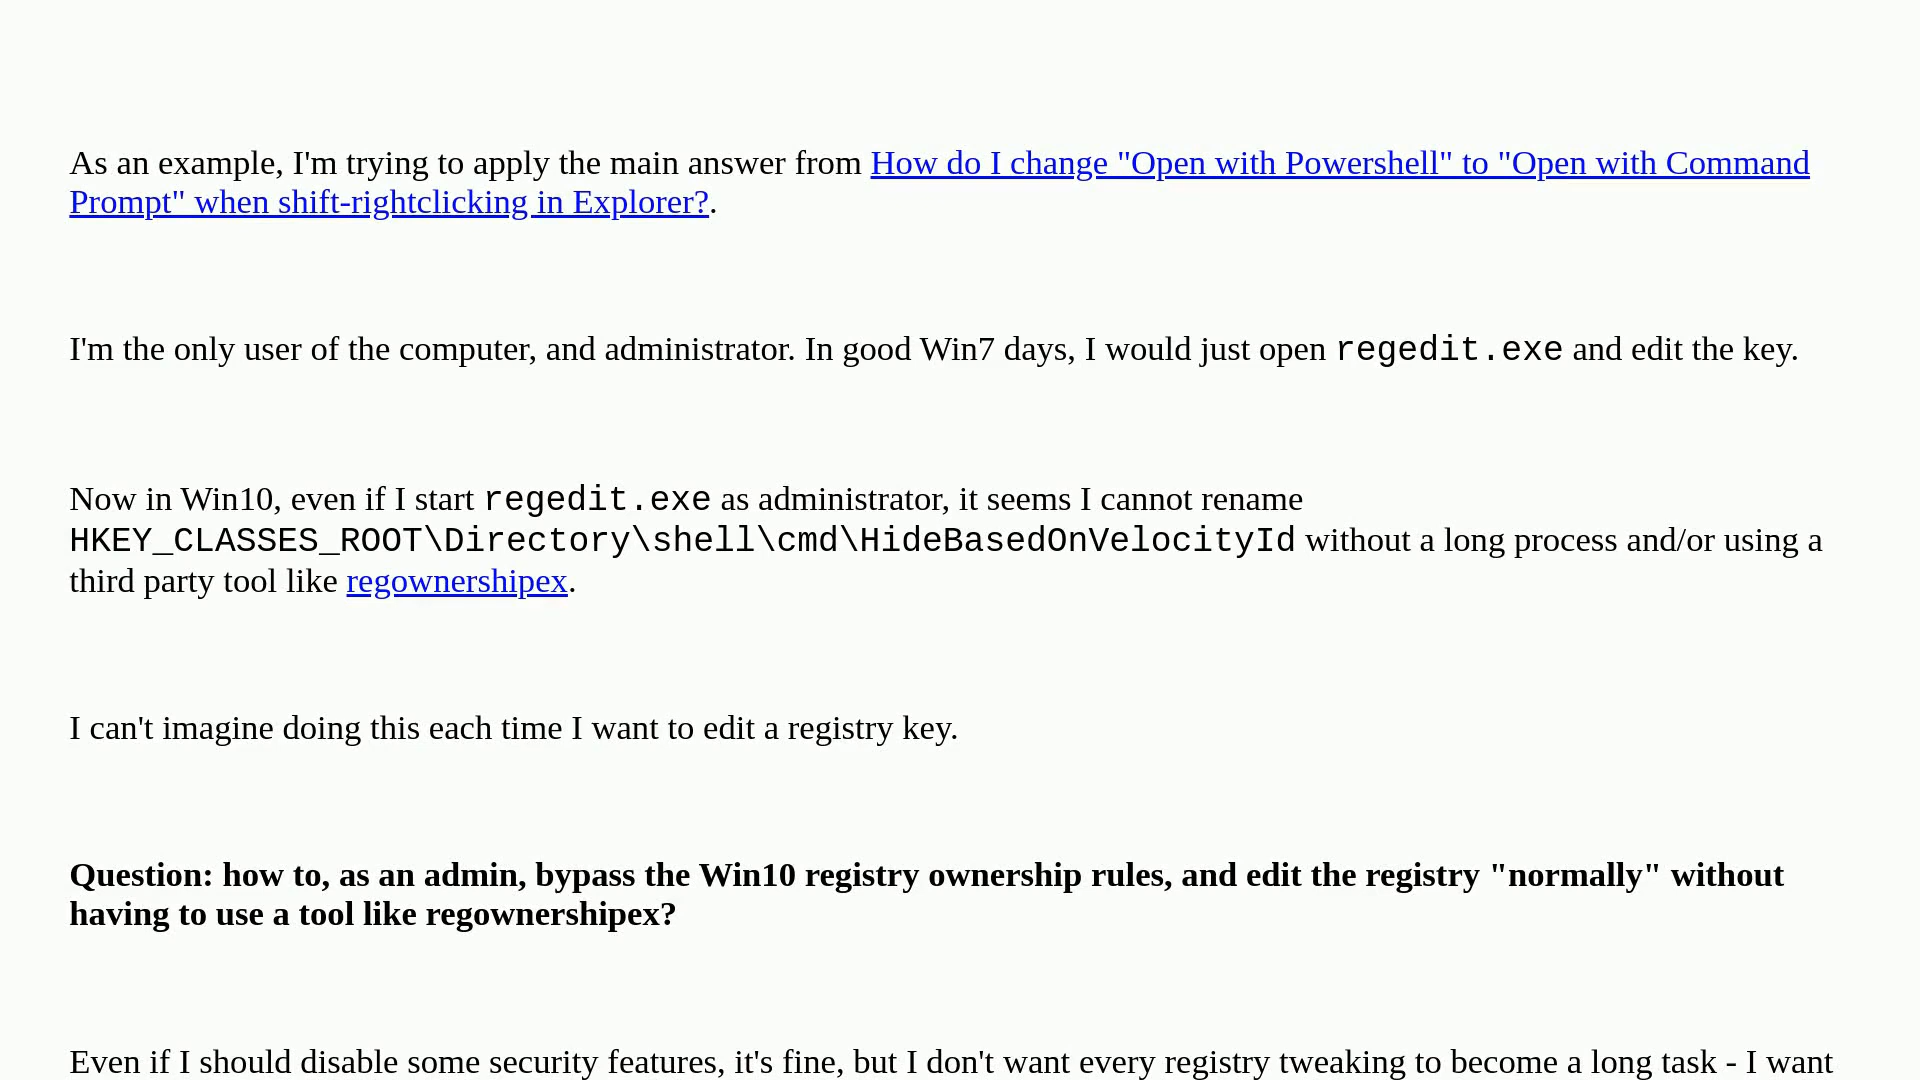 As an example, I'm trying to apply the main answer from How do I change "Open with Powershell" to "Open with Command
Prompt" when shift-rightclicking in Explorer?.
I'm the only user of the computer, and administrator. In good Win7 days, I would just open regedit.exe and edit the key.
Now in Win10, even if I start regedit.exe as administrator, it seems I cannot rename
HKEY_CLASSES_ROOT\Directory\shell\cmd\HideBasedOnVelocityId without a long process and/or using a
third party tool like regownershipex.
I can't imagine doing this each time I want to edit a registry key.
Question: how to, as an admin, bypass the Win10 registry ownership rules, and edit the registry "normally" without
having to use a tool like regownershipex?
Even if I should disable some security features, it's fine, but I don't want every registry tweaking to become a long task - I want